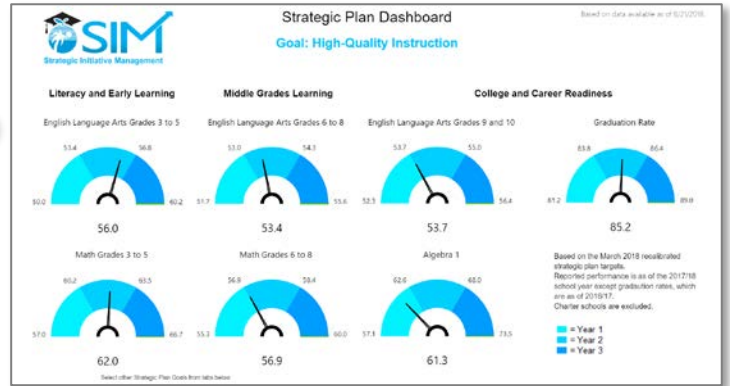 SIM
Strategic Initiative Management
Strategic Plan Dashboard
Goal: High-Quality Instruction
Based on data available as of 6/21/2018.
Literacy and Early Learning
Middle Grades Learning
College and Career Readiness
English Language Arts Grades 3 to 5
English Language Arts Grades 6 to 8
English Language Arts Grades 9 and 10
Graduation Rate
53.4 56.8
50.0 60.2
56.0
53.0 54.3
51.7 55.6
53.4
53.7 55.0
52.3 56.4
53.7
83.8 86.4
81.2 89.0
85.2
Math Grades 3 to 5
Math Grades 6 to 8
Algebra 1
60.2 63.5
57.0 66.7
62.0
56.9 58.4
55.3 60.0
56.9
62.6 68.0
57.1 73.5
61.3
Based on the March 2018 recalibrated
strategic plan targets.
Reported performance is as of the 2017/18
school year except gradsution rates, which
are as of 2016/17.
Charter schools are excluded.
= Year 1
= Year 2
= Year 3
Select other Strategic Plan Goals from tabs below